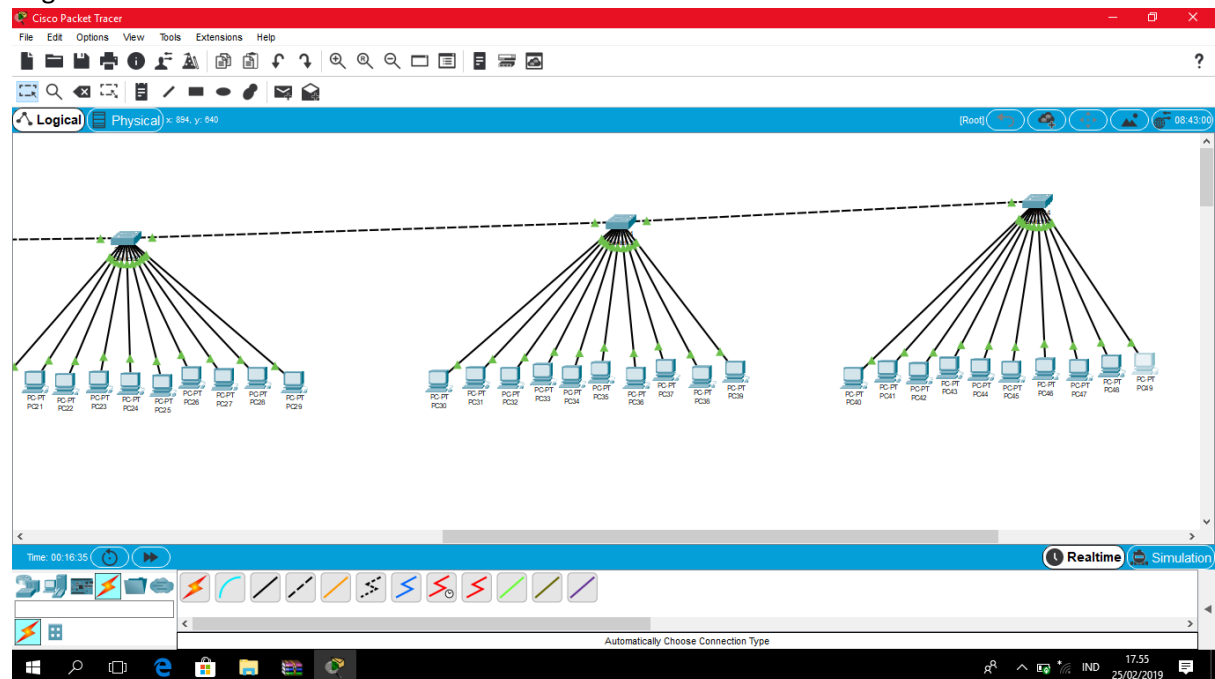 Cisco Packet Tracer
File Edit Options View Tools Extensions Help
?
Logical Physical x: 894, y: 640 [Root] 08:43:00
PC-PT PC21
PC-PT PC22
PC-PT PC23
PC-PT PC24
PC-PT PC25
PC-PT PC26
PC-PT PC27
PC-PT PC28
PC-PT PC29
PC-PT PC30
PC-PT PC31
PC-PT PC32
PC-PT PC33
PC-PT PC34
PC-PT PC35
PC-PT PC36
PC-PT PC37
PC-PT PC38
PC-PT PC39
PC-PT PC40
PC-PT PC41
PC-PT PC42
PC-PT PC43
PC-PT PC44
PC-PT PC45
PC-PT PC46
PC-PT PC47
PC-PT PC48
PC-PT PC49
Time: 00:16:35 Realtime Simulation
Automatically Choose Connection Type
IND 17.55
25/02/2019